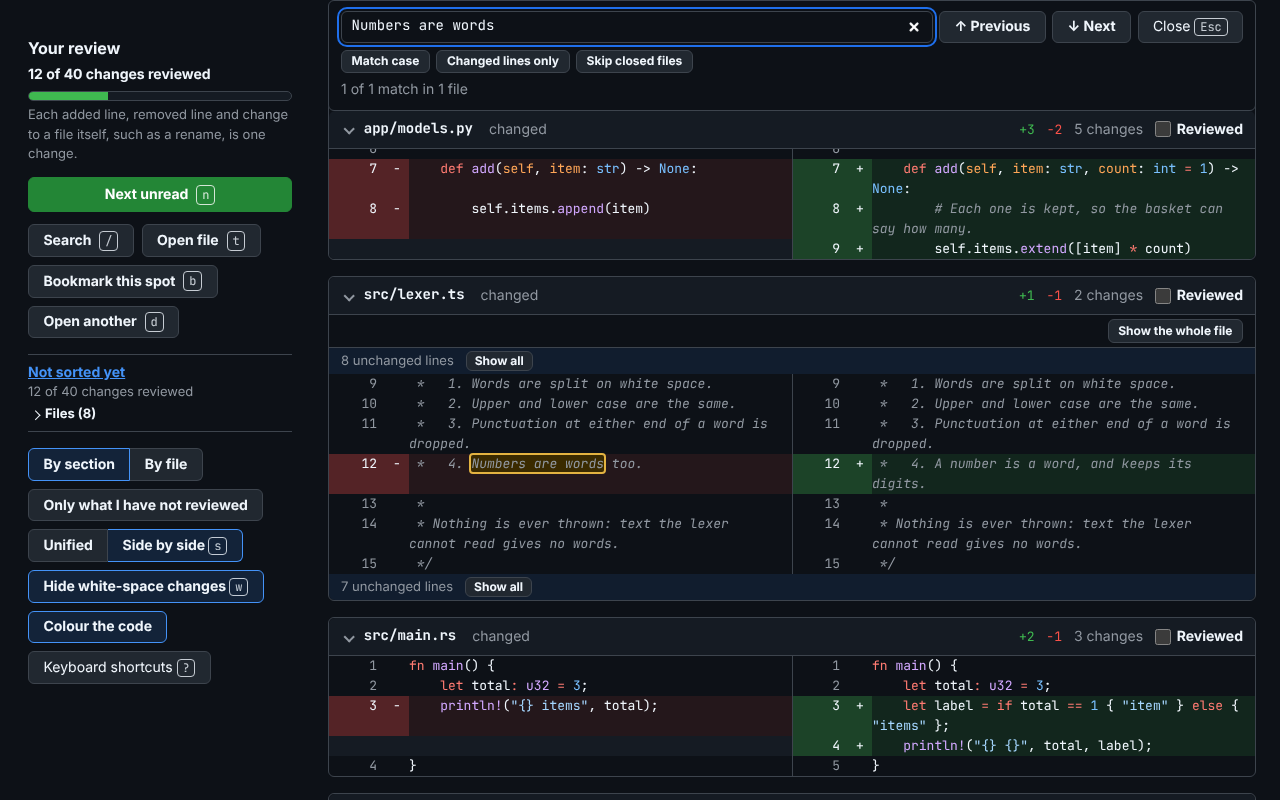 Your review
12 of 40 changes reviewed
Each added line, removed line and change
to a file itself, such as a rename, is one
change.
Next unread n
Search / Open file t
Bookmark this spot b
Open another d
Not sorted yet
12 of 40 changes reviewed
Files (8)
By section By file
Only what I have not reviewed
Unified Side by side s
Hide white-space changes w
Colour the code
Keyboard shortcuts ?
Numbers are words × ↑ Previous ↓ Next Close Esc
Match case Changed lines only Skip closed files
1 of 1 match in 1 file
app/models.py changed +3 -2 5 changes Reviewed
7 - def add(self, item: str) -> None:
8 - self.items.append(item)
7 + def add(self, item: str, count: int = 1) ->
None:
8 + # Each one is kept, so the basket can
say how many.
9 + self.items.extend([item] * count)
src/lexer.ts changed +1 -1 2 changes Reviewed
Show the whole file
8 unchanged lines Show all
9 * 1. Words are split on white space.
10 * 2. Upper and lower case are the same.
11 * 3. Punctuation at either end of a word is
dropped.
12 - * 4. Numbers are words too.
13 *
14 * Nothing is ever thrown: text the lexer
cannot read gives no words.
15 */
9 * 1. Words are split on white space.
10 * 2. Upper and lower case are the same.
11 * 3. Punctuation at either end of a word is
dropped.
12 + * 4. A number is a word, and keeps its
digits.
13 *
14 * Nothing is ever thrown: text the lexer
cannot read gives no words.
15 */
7 unchanged lines Show all
src/main.rs changed +2 -1 3 changes Reviewed
1 fn main() {
2 let total: u32 = 3;
3 - println!("{} items", total);
4 }
1 fn main() {
2 let total: u32 = 3;
3 + let label = if total == 1 { "item" } else {
"items" };
4 + println!("{} {}", total, label);
5 }